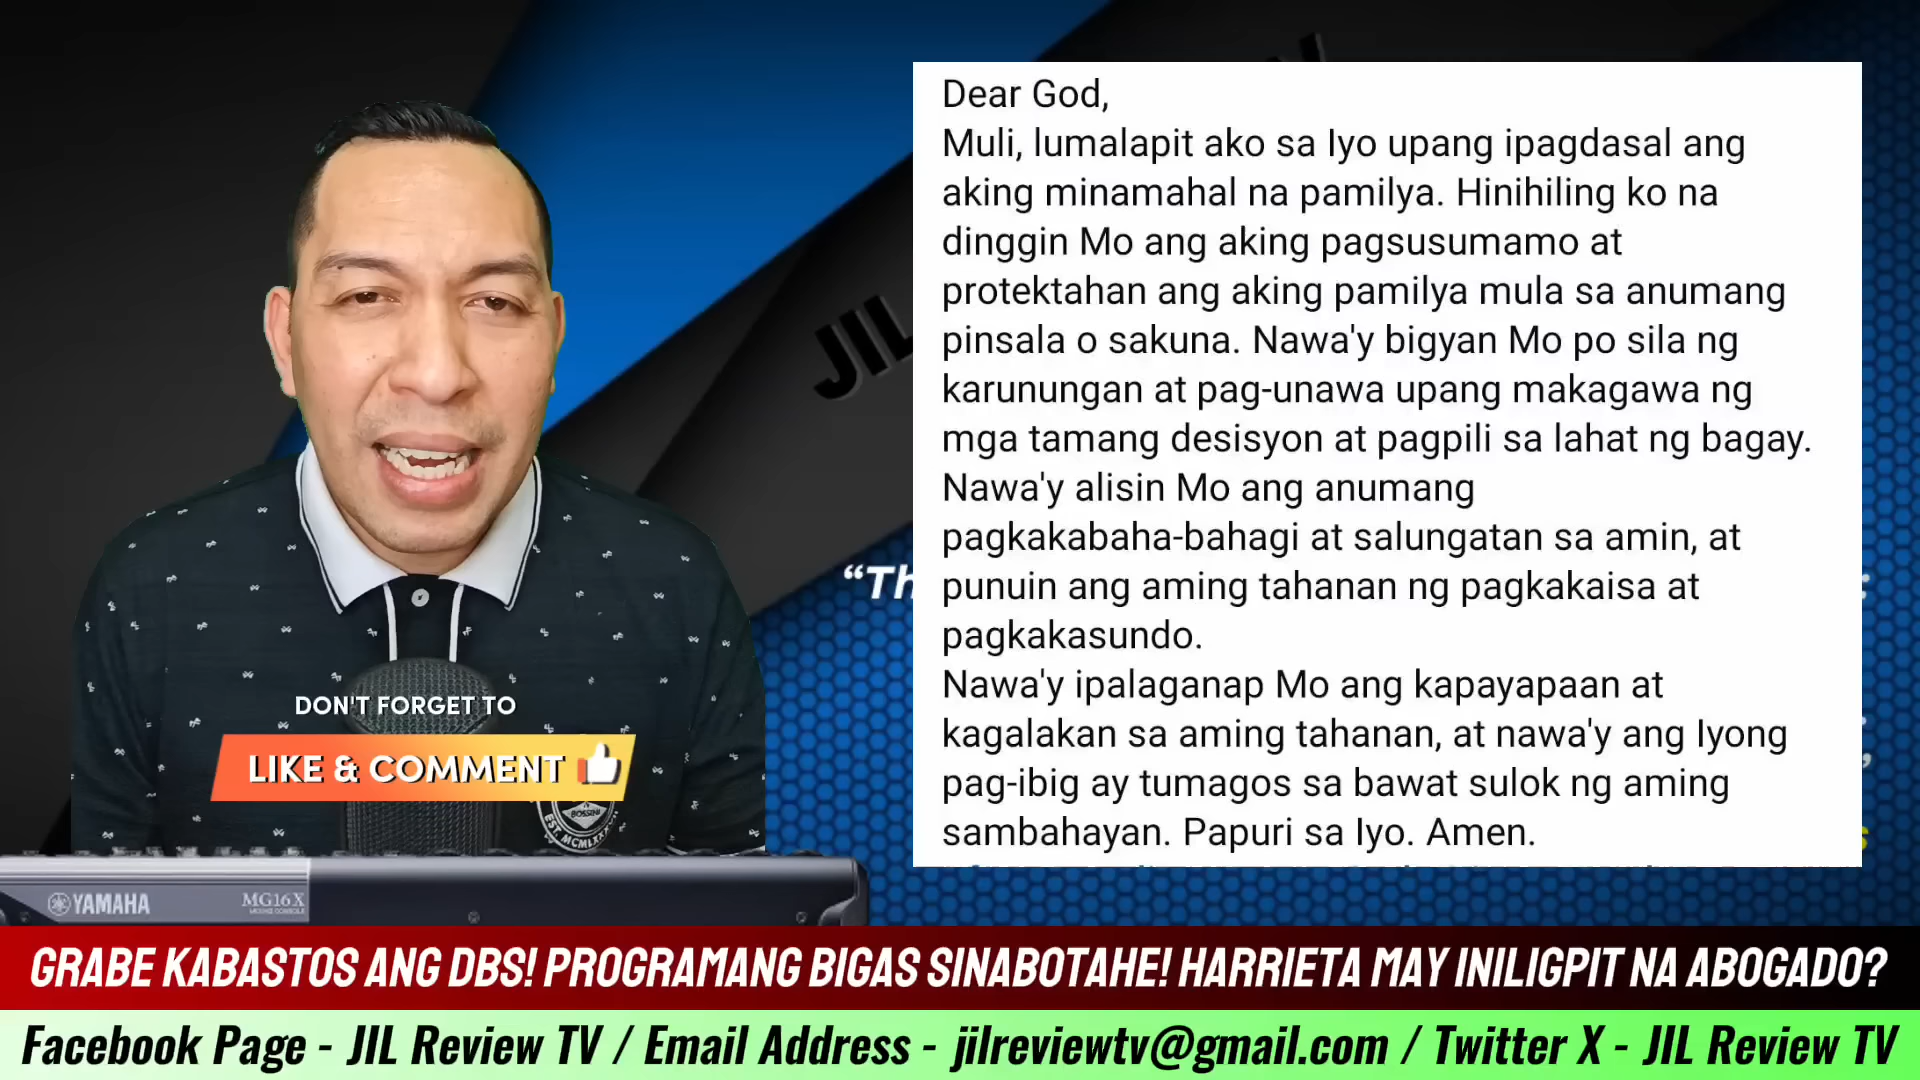 Dear God,
Muli, lumalapit ako sa Iyo upang ipagdasal ang
aking minamahal na pamilya. Hinihiling ko na
dinggin Mo ang aking pagsusumamo at
protektahan ang aking pamilya mula sa anumang
pinsala o sakuna. Nawa'y bigyan Mo po sila ng
karunungan at pag-unawa upang makagawa ng
mga tamang desisyon at pagpili sa lahat ng bagay.
Nawa'y alisin Mo ang anumang
pagkakabaha-bahagi at salungatan sa amin, at
punuin ang aming tahanan ng pagkakaisa at
pagkakasundo.
Nawa'y ipalaganap Mo ang kapayapaan at
kagalakan sa aming tahanan, at nawa'y ang Iyong
pag-ibig ay tumagos sa bawat sulok ng aming
sambahayan. Papuri sa Iyo. Amen.
JIL
“Th
DON'T FORGET TO
LIKE & COMMENT
BOSSINI
YAMAHA MG16X
MIXING CONSOLE
GRABE KABASTOS ANG DBS! PROGRAMANG BIGAS SINABOTAHE! HARRIETA MAY INILIGPIT NA ABOGADO?
Facebook Page - JIL Review TV / Email Address - jilreviewtv@gmail.com / Twitter X - JIL Review TV